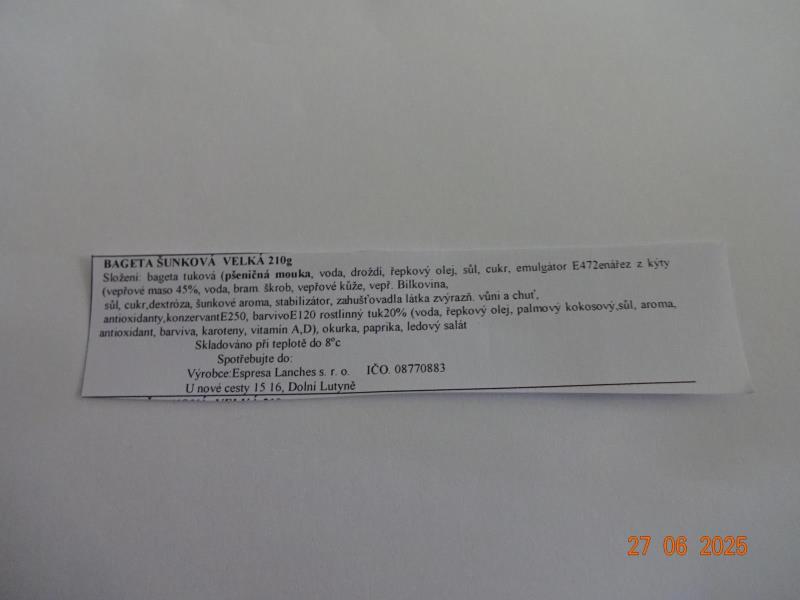 BAGETA ŠUNKOVÁ VELKÁ 210g
Složení: bageta tuková (pšeničná mouka, voda, droždí, řepkový olej, sůl, cukr, emulgátor E472enářez z kýty
(vepřové maso 45%, voda, bram. škrob, vepřové kůže, vepř. Bilkovina,
sůl, cukr,dextróza, šunkové aroma, stabilizátor, zahušťovadla látka zvýrazň. vůni a chuť,
antioxidanty,konzervantE250, barvivoE120 rostlinný tuk20% (voda, řepkový olej, palmový kokosový,sůl, aroma,
antioxidant, barviva, karoteny, vitamín A,D), okurka, paprika, ledový salát
Skladováno při teplotě do 8°c
Spotřebujte do:
Výrobce:Espresa Lanches s. r. o. IČO. 08770883
U nové cesty 15 16, Dolní Lutyně
27 06 2025